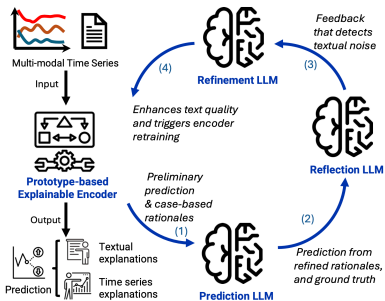 Multi-modal Time Series
Input
Prototype-based
Explainable Encoder
Output
Prediction
Textual
explanations
Time series
explanations
Preliminary
prediction
& case-based
rationales
(1)
Prediction LLM
(2)
Prediction from
refined rationales,
and ground truth
Reflection LLM
(3)
Feedback
that detects
textual noise
Refinement LLM
(4)
Enhances text quality
and triggers encoder
retraining